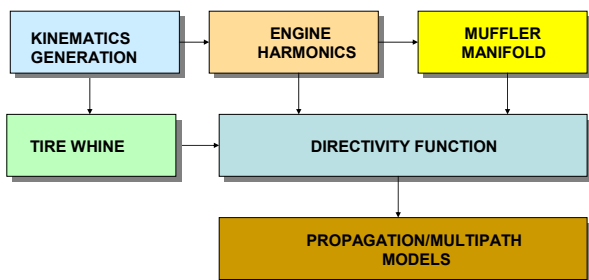 KINEMATICS
GENERATION
ENGINE
HARMONICS
MUFFLER
MANIFOLD
TIRE WHINE
DIRECTIVITY FUNCTION
PROPAGATION/MULTIPATH
MODELS